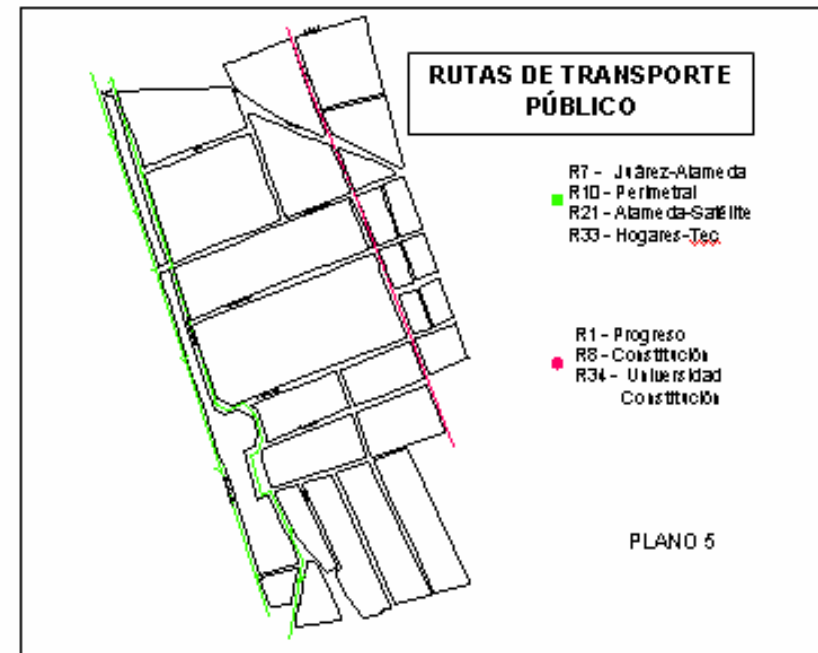 RUTAS DE TRANSPORTE
PÚBLICO
R7 - Juárez-Alameda
R10 - Perimetral
R21 - Alameda-Satélite
R33 - Hogares-Tec
R1 - Progreso
R8 - Constitución
R34 - Universidad
Constitución
PLANO 5